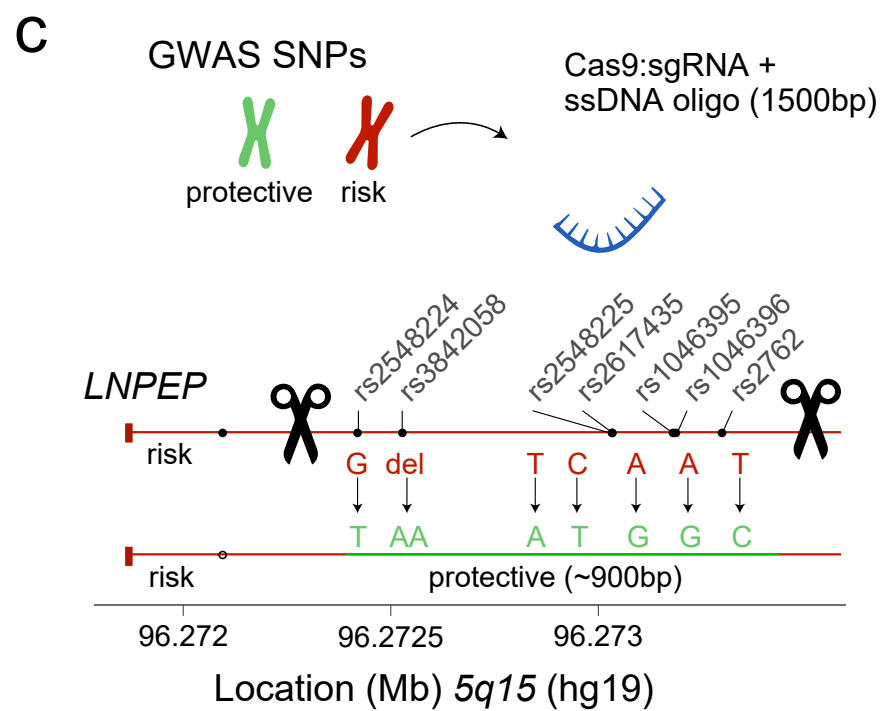 c
GWAS SNPs
protective
risk
Cas9:sgRNA +
ssDNA oligo (1500bp)
rs2548224
rs3842058
rs2548225
rs2617435
rs1046395
rs1046396
rs2762
LNPEP
risk
G del T C A A T
T AA A T G G C
risk
protective (~900bp)
96.272 96.2725 96.273
Location (Mb) 5q15 (hg19)